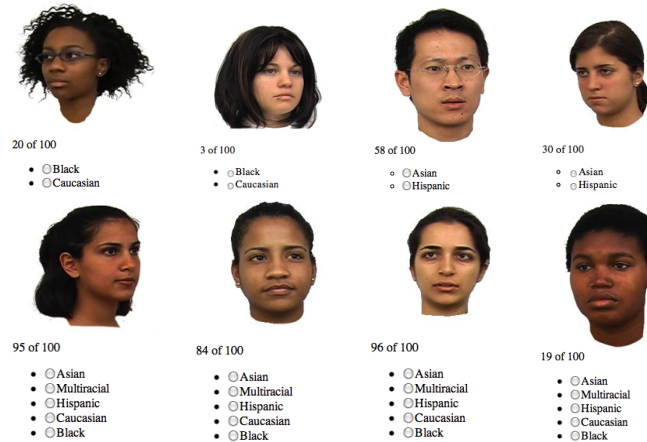 20 of 100
Black
Caucasian
3 of 100
Black
Caucasian
58 of 100
Asian
Hispanic
30 of 100
Asian
Hispanic
95 of 100
Asian
Multiracial
Hispanic
Caucasian
Black
84 of 100
Asian
Multiracial
Hispanic
Caucasian
Black
96 of 100
Asian
Multiracial
Hispanic
Caucasian
Black
19 of 100
Asian
Multiracial
Hispanic
Caucasian
Black